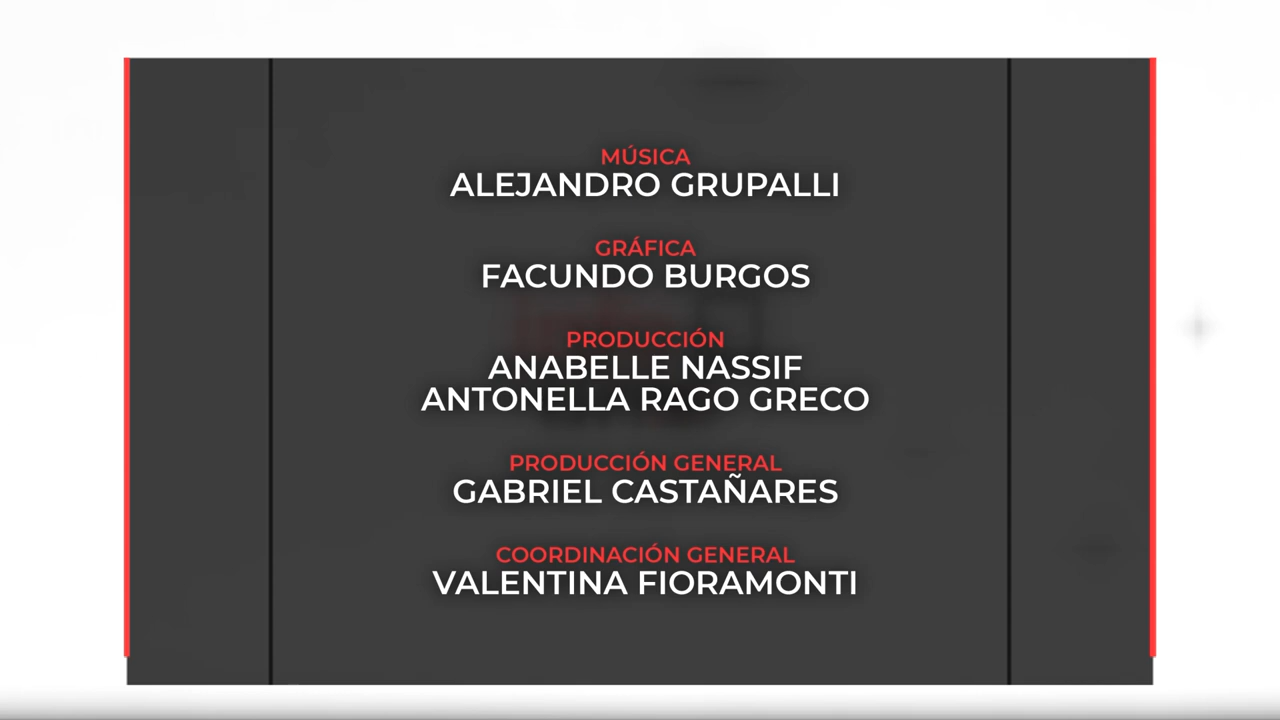 MÚSICA
ALEJANDRO GRUPALLI
GRÁFICA
FACUNDO BURGOS
PRODUCCIÓN
ANABELLE NASSIF
ANTONELLA RAGO GRECO
PRODUCCIÓN GENERAL
GABRIEL CASTAÑARES
COORDINACIÓN GENERAL
VALENTINA FIORAMONTI